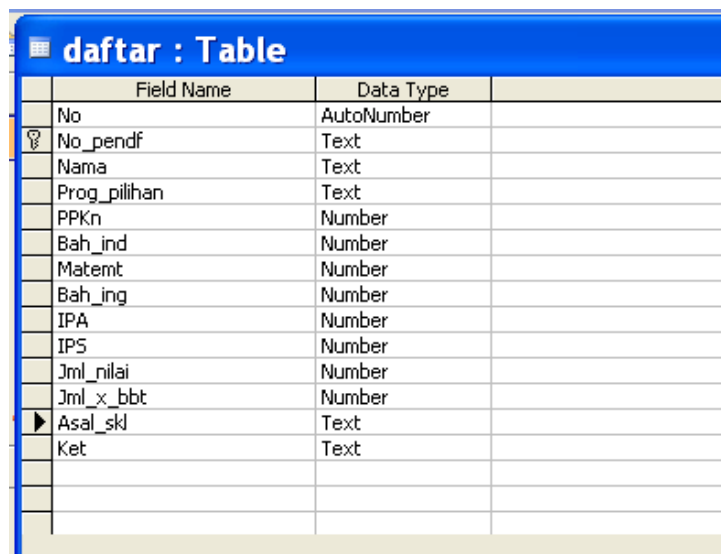 daftar : Table
Field Name Data Type
No AutoNumber
No_pendf Text
Nama Text
Prog_pilihan Text
PPKn Number
Bah_ind Number
Matemt Number
Bah_ing Number
IPA Number
IPS Number
Jml_nilai Number
Jml_x_bbt Number
Asal_skl Text
Ket Text